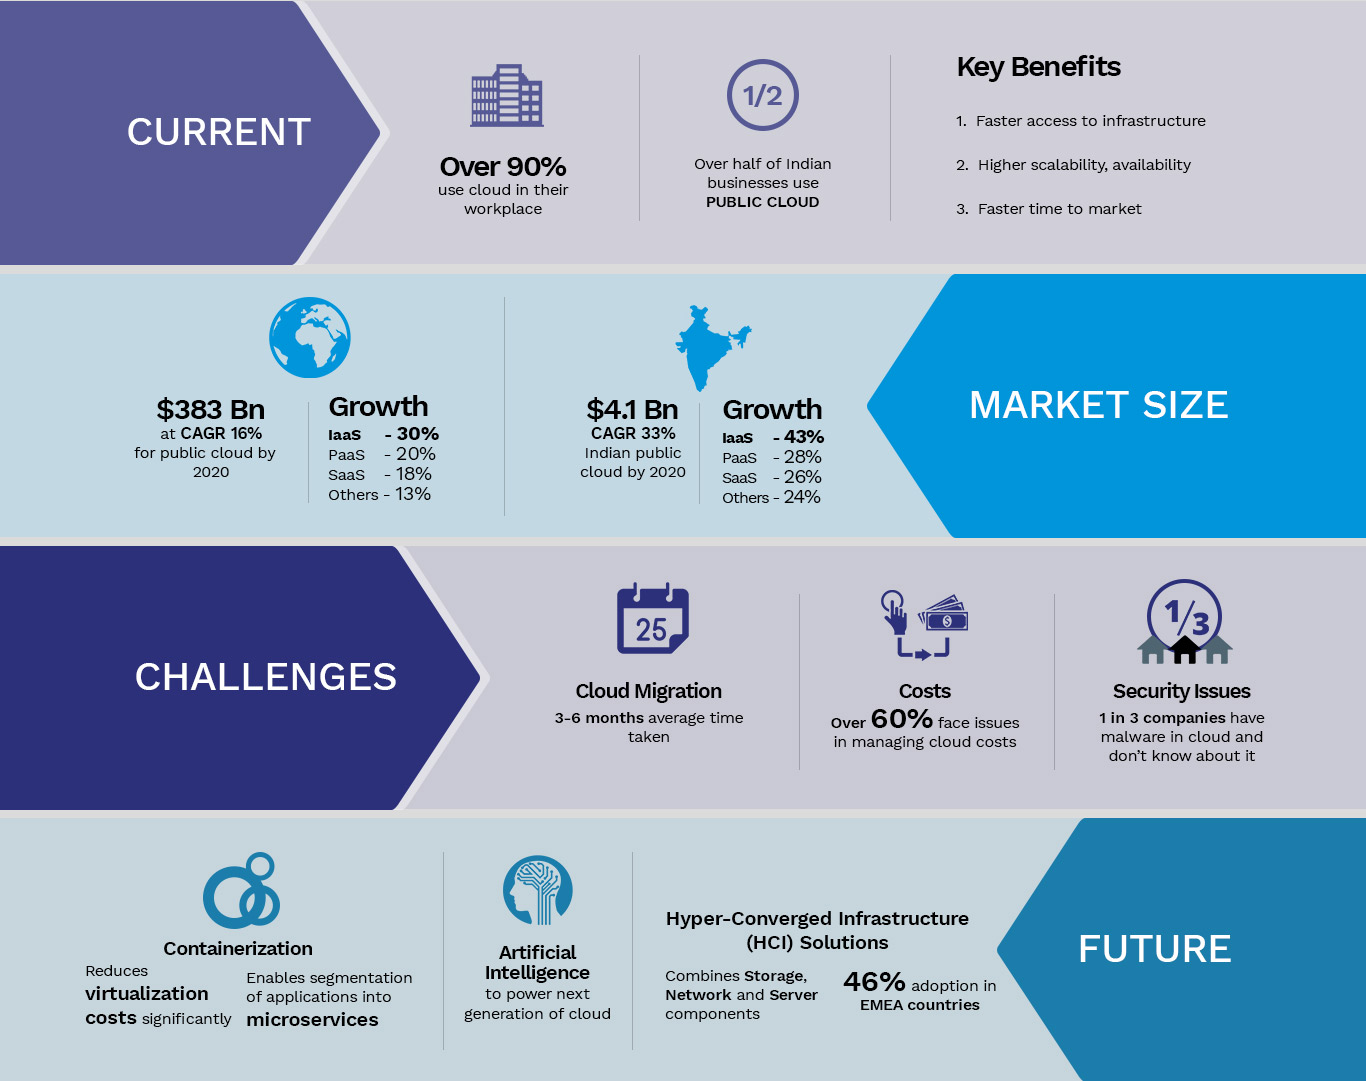 CURRENT
Over 90%
use cloud in their
workplace
1/2
Over half of Indian
businesses use
PUBLIC CLOUD
Key Benefits
1. Faster access to infrastructure
2. Higher scalability, availability
3. Faster time to market
$383 Bn
at CAGR 16%
for public cloud by
2020
Growth
IaaS - 30%
PaaS - 20%
SaaS - 18%
Others - 13%
$4.1 Bn
CAGR 33%
Indian public
cloud by 2020
Growth
IaaS - 43%
PaaS - 28%
SaaS - 26%
Others - 24%
MARKET SIZE
CHALLENGES
25
Cloud Migration
3-6 months average time
taken
$
Costs
Over 60% face issues
in managing cloud costs
1/3
Security Issues
1 in 3 companies have
malware in cloud and
don't know about it
Containerization
Reduces
virtualization
costs significantly
Enables segmentation
of applications into
microservices
Artificial
Intelligence
to power next
generation of cloud
Hyper-Converged Infrastructure
(HCI) Solutions
Combines Storage,
Network and Server
components
46% adoption in
EMEA countries
FUTURE